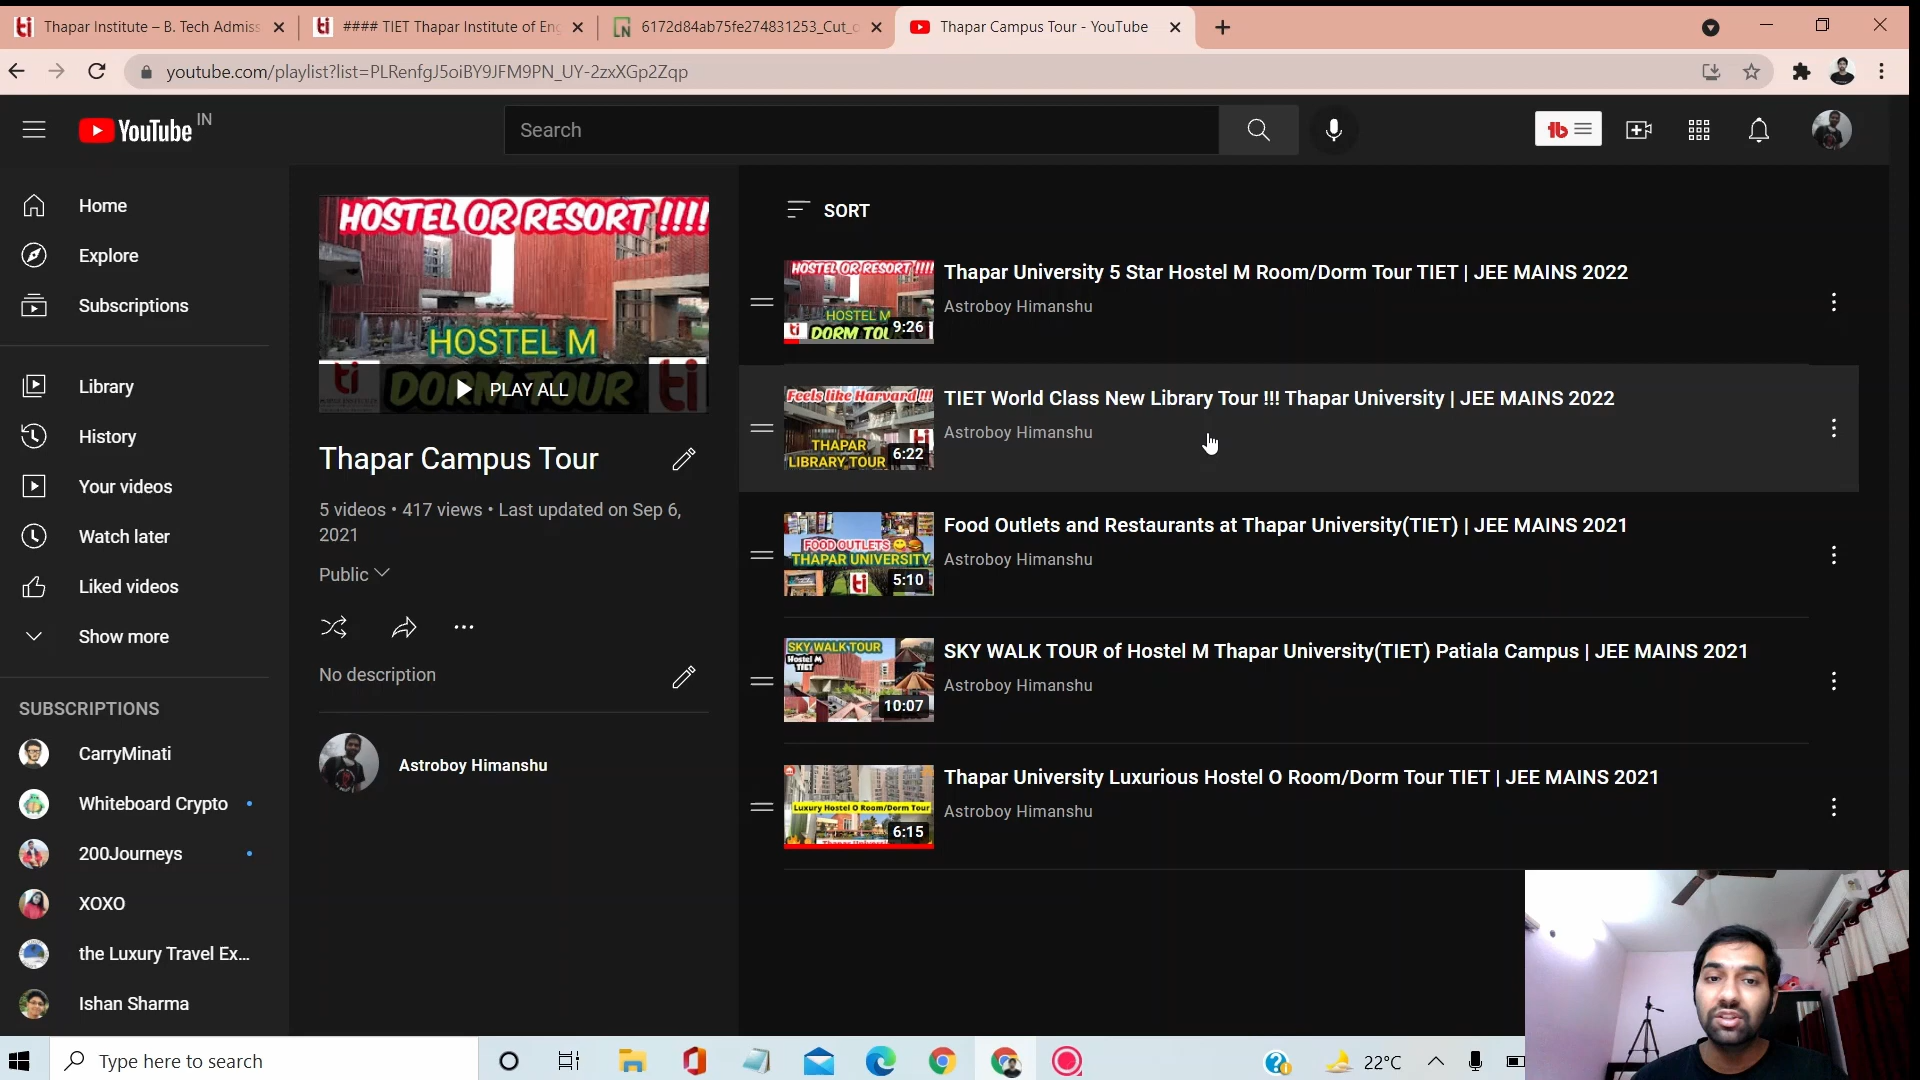 Thapar Institute – B. Tech Admiss
#### TIET Thapar Institute of Eng
6172d84ab75fe274831253_Cut_o
Thapar Campus Tour - YouTube
youtube.com/playlist?list=PLRenfgJ5oiBY9JFM9PN_UY-2zxXGp2Zqp
YouTube IN
Search
Home
Explore
Subscriptions
Library
History
Your videos
Watch later
Liked videos
Show more
SUBSCRIPTIONS
CarryMinati
Whiteboard Crypto
200Journeys
XOXO
the Luxury Travel Ex...
Ishan Sharma
HOSTEL OR RESORT !!!!
HOSTEL M
DORM TOUR
PLAY ALL
Thapar Campus Tour
5 videos • 417 views • Last updated on Sep 6,
2021
Public
No description
Astroboy Himanshu
SORT
HOSTEL OR RESORT !!!!
HOSTEL M
DORM TOU
9:26
Thapar University 5 Star Hostel M Room/Dorm Tour TIET | JEE MAINS 2022
Astroboy Himanshu
Feels like Harvard !!!
THAPAR
LIBRARY TOUR
6:22
TIET World Class New Library Tour !!! Thapar University | JEE MAINS 2022
Astroboy Himanshu
FOOD OUTLETS
THAPAR UNIVERSITY
5:10
Food Outlets and Restaurants at Thapar University(TIET) | JEE MAINS 2021
Astroboy Himanshu
SKY WALK TOUR
Hostel M
TIET
10:07
SKY WALK TOUR of Hostel M Thapar University(TIET) Patiala Campus | JEE MAINS 2021
Astroboy Himanshu
Luxury Hostel O Room/Dorm Tour
6:15
Thapar University Luxurious Hostel O Room/Dorm Tour TIET | JEE MAINS 2021
Astroboy Himanshu
Type here to search
22°C